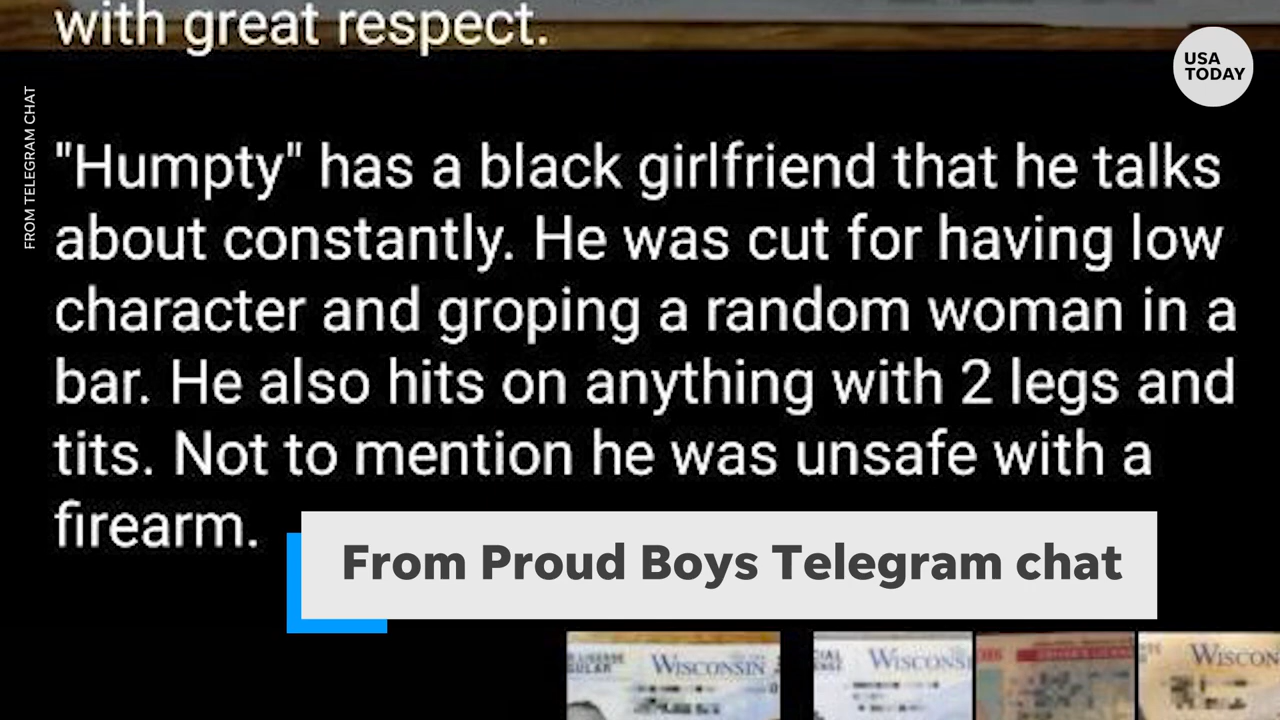 with great respect.
USA
TODAY
FROM TELEGRAM CHAT
"Humpty" has a black girlfriend that he talks
about constantly. He was cut for having low
character and groping a random woman in a
bar. He also hits on anything with 2 legs and
tits. Not to mention he was unsafe with a
firearm.
From Proud Boys Telegram chat
WISCONSIN